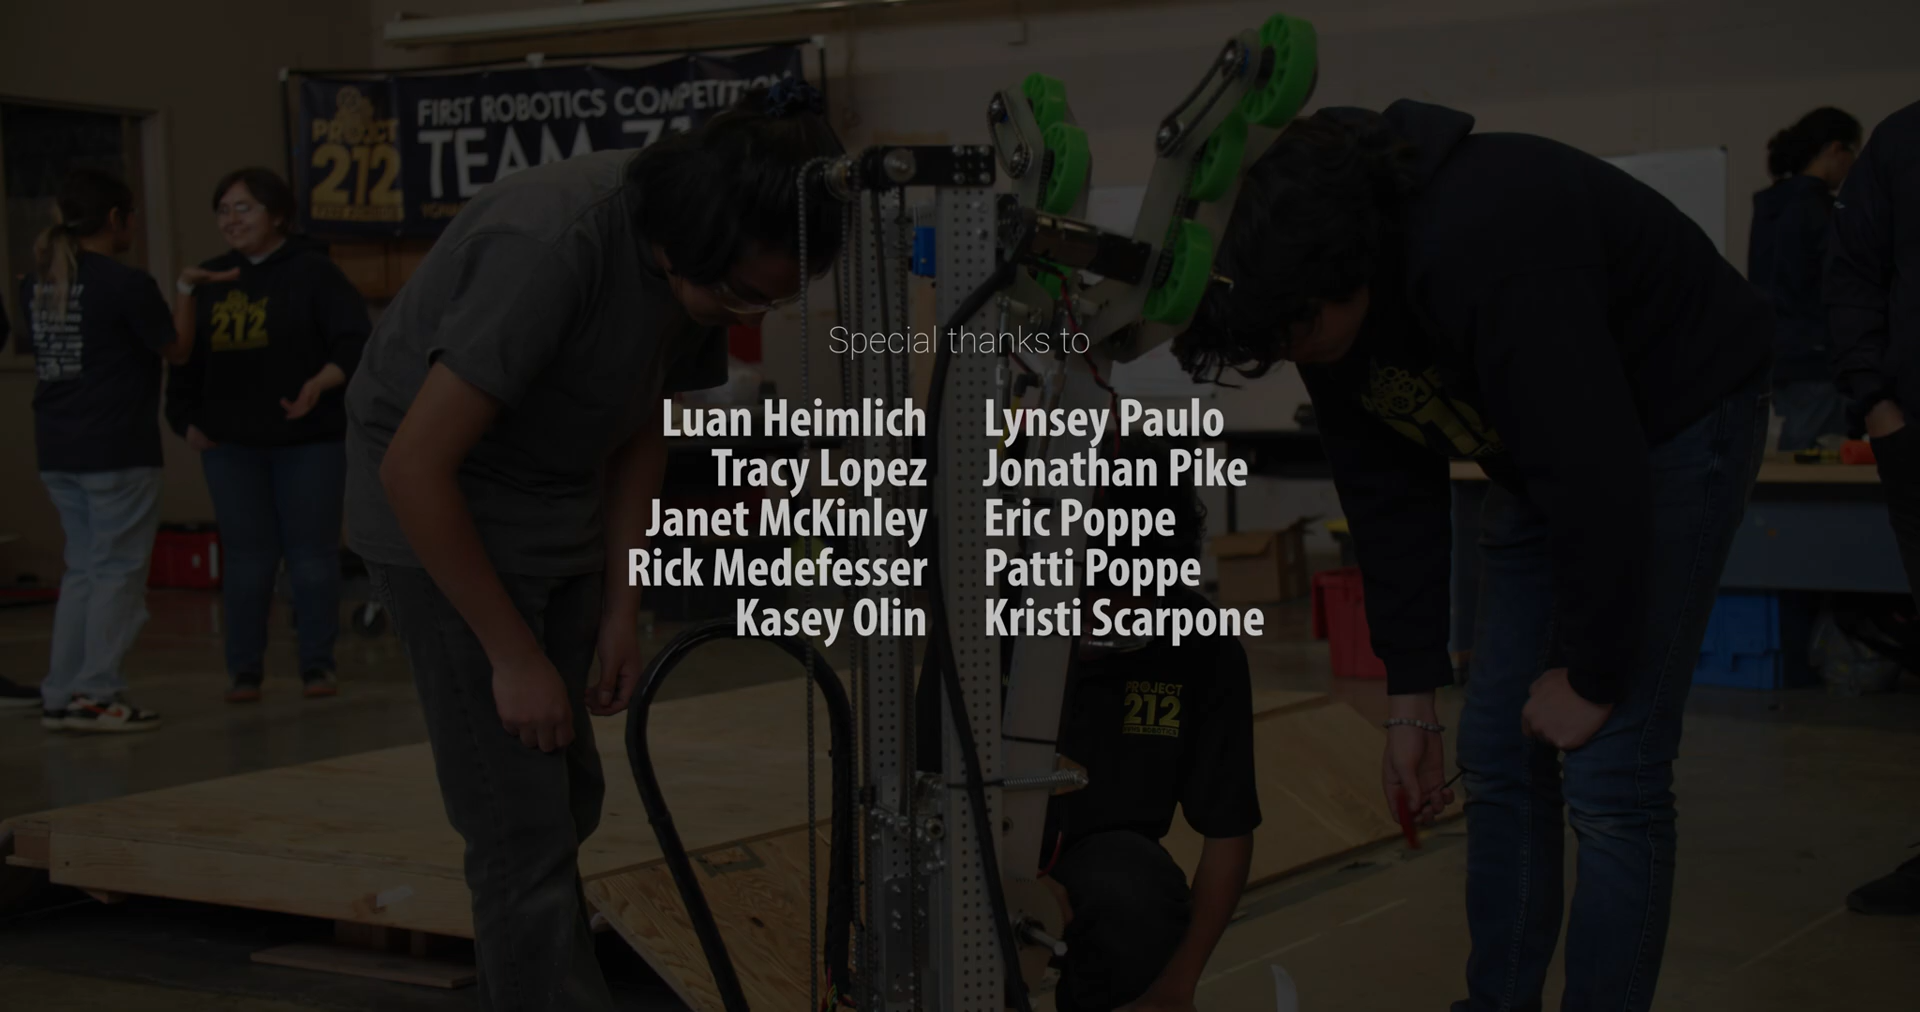 Special thanks to
Luan Heimlich
Tracy Lopez
Janet McKinley
Rick Medefesser
Kasey Olin
Lynsey Paulo
Jonathan Pike
Eric Poppe
Patti Poppe
Kristi Scarpone
PROJECT
212
FIRST ROBOTICS COMPETITION
TEAM
212
PROJECT
212